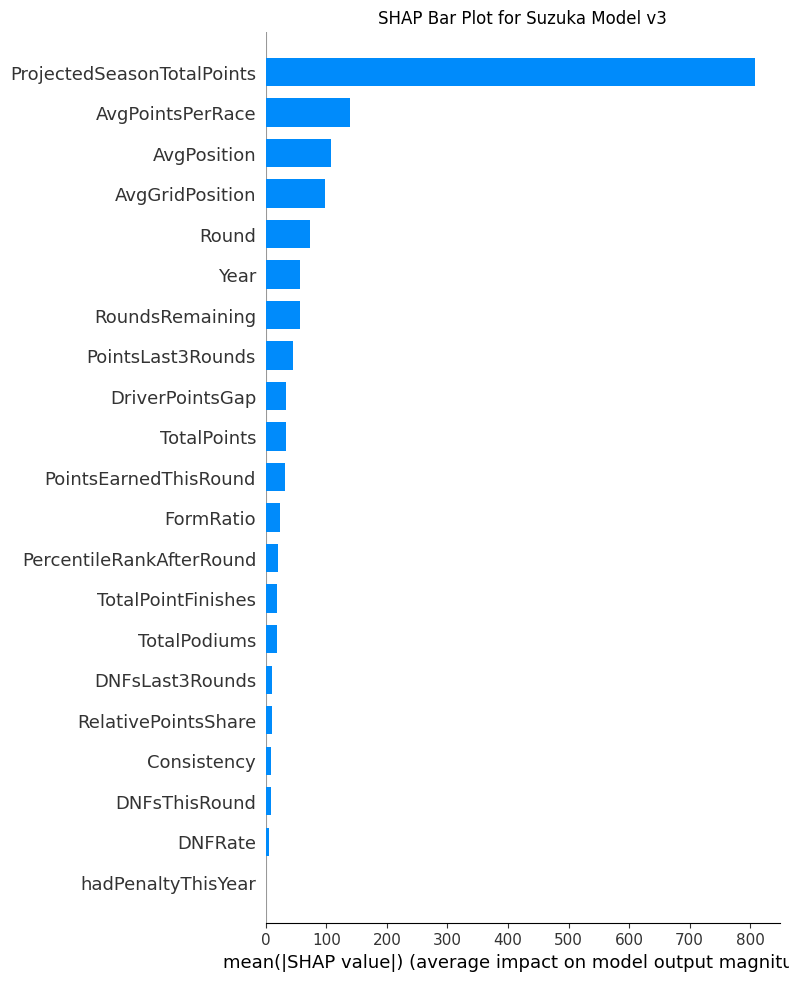 SHAP Bar Plot for Suzuka Model v3
ProjectedSeasonTotalPoints
AvgPointsPerRace
AvgPosition
AvgGridPosition
Round
Year
RoundsRemaining
PointsLast3Rounds
DriverPointsGap
TotalPoints
PointsEarnedThisRound
FormRatio
PercentileRankAfterRound
TotalPointFinishes
TotalPodiums
DNFsLast3Rounds
RelativePointsShare
Consistency
DNFsThisRound
DNFRate
hadPenaltyThisYear
0 100 200 300 400 500 600 700 800
mean(|SHAP value|) (average impact on model output magnitu